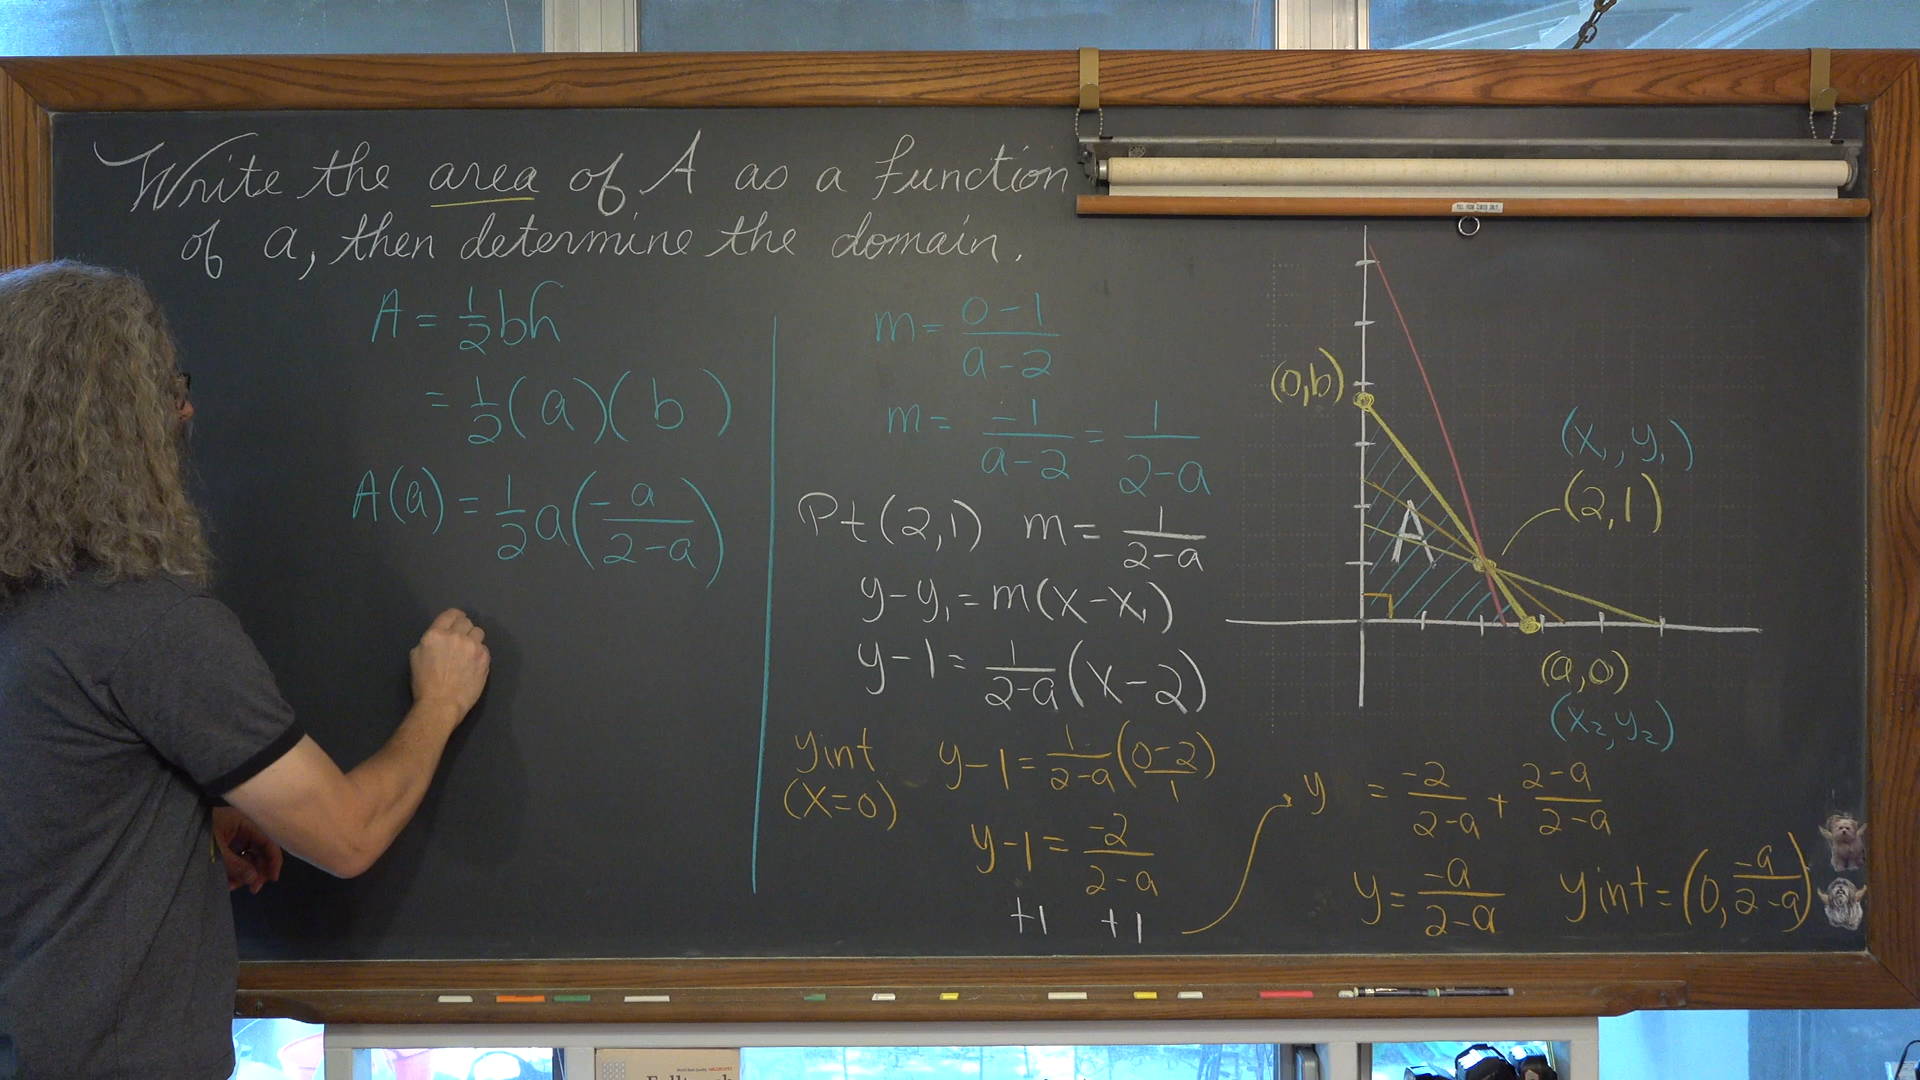 Write the area of A as a function
of a, then determine the domain.
A = 1/2 bh
= 1/2 (a)(b)
A(a) = 1/2 a(-a/(2-a))
m = (0-1)/(a-2)
m = -1/(a-2) = 1/(2-a)
Pt (2,1) m = 1/(2-a)
y-y₁ = m(x-x₁)
y-1 = 1/(2-a) (x-2)
yint
(x=0)
y-1 = 1/(2-a) (0-2)/1
y-1 = -2/(2-a)
+1 +1
(0,b)
A
(x₁, y₁)
(2,1)
(a,0)
(x₂, y₂)
y = -2/(2-a) + (2-a)/(2-a)
y = -a/(2-a)
yint = (0, -a/(2-a))